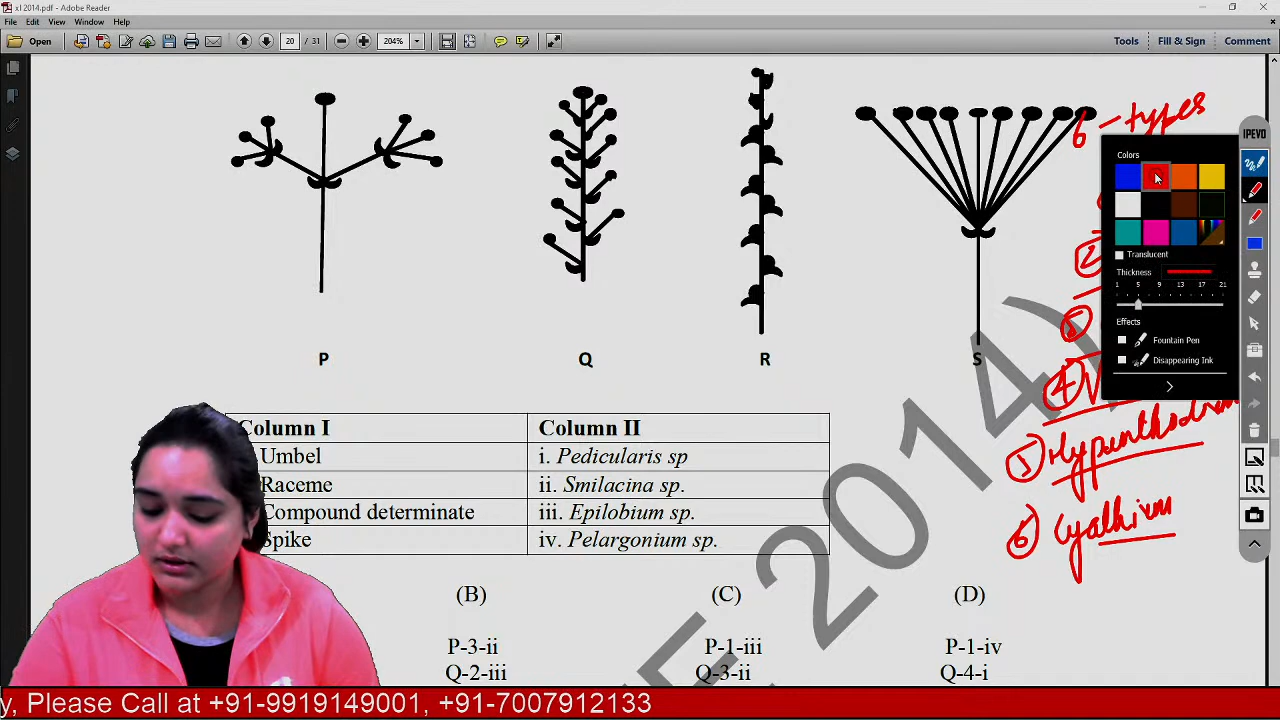 xl 2014.pdf - Adobe Reader
File Edit View Window Help
Open 20 / 31 204% Tools Fill & Sign Comment
6 - types
IPEVO
Colors
Translucent
Thickness
1 5 9 13 17 21
Effects
Fountain Pen
Disappearing Ink
②
④ V
⑤ Hypanthodium
⑥ Cyathium
P Q R S
Column I Column II
Umbel i. Pedicularis sp
Raceme ii. Smilacina sp.
Compound determinate iii. Epilobium sp.
Spike iv. Pelargonium sp.
2014)
(B) (C) (D)
P-3-ii P-1-iii P-1-iv
Q-2-iii Q-3-ii Q-4-i
y, Please Call at +91-9919149001, +91-7007912133